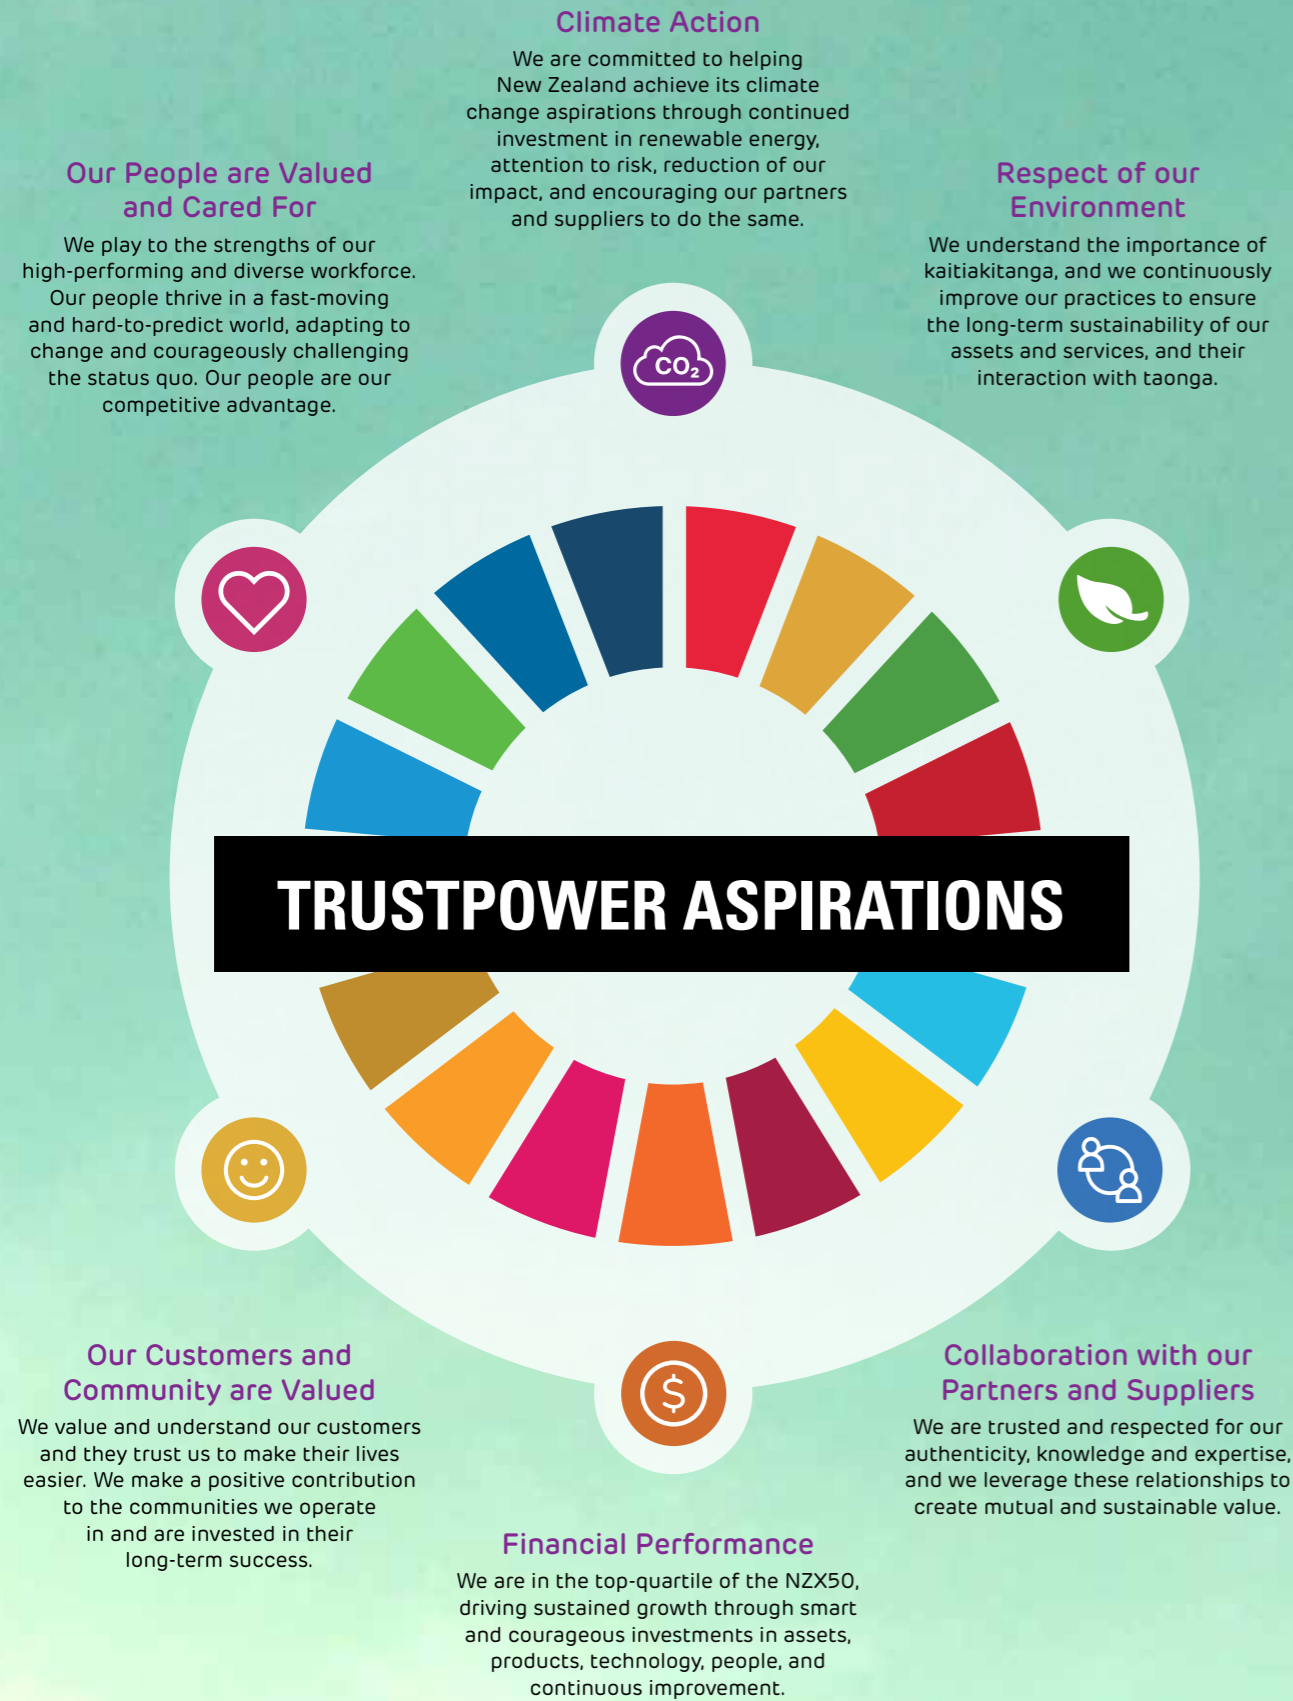 Climate Action
We are committed to helping
New Zealand achieve its climate
change aspirations through continued
investment in renewable energy,
attention to risk, reduction of our
impact, and encouraging our partners
and suppliers to do the same.
Our People are Valued
and Cared For
We play to the strengths of our
high-performing and diverse workforce.
Our people thrive in a fast-moving
and hard-to-predict world, adapting to
change and courageously challenging
the status quo. Our people are our
competitive advantage.
Respect of our
Environment
We understand the importance of
kaitiakitanga, and we continuously
improve our practices to ensure
the long-term sustainability of our
assets and services, and their
interaction with taonga.
CO₂
TRUSTPOWER ASPIRATIONS
$
Our Customers and
Community are Valued
We value and understand our customers
and they trust us to make their lives
easier. We make a positive contribution
to the communities we operate
in and are invested in their
long-term success.
Collaboration with our
Partners and Suppliers
We are trusted and respected for our
authenticity, knowledge and expertise,
and we leverage these relationships to
create mutual and sustainable value.
Financial Performance
We are in the top-quartile of the NZX50,
driving sustained growth through smart
and courageous investments in assets,
products, technology, people, and
continuous improvement.